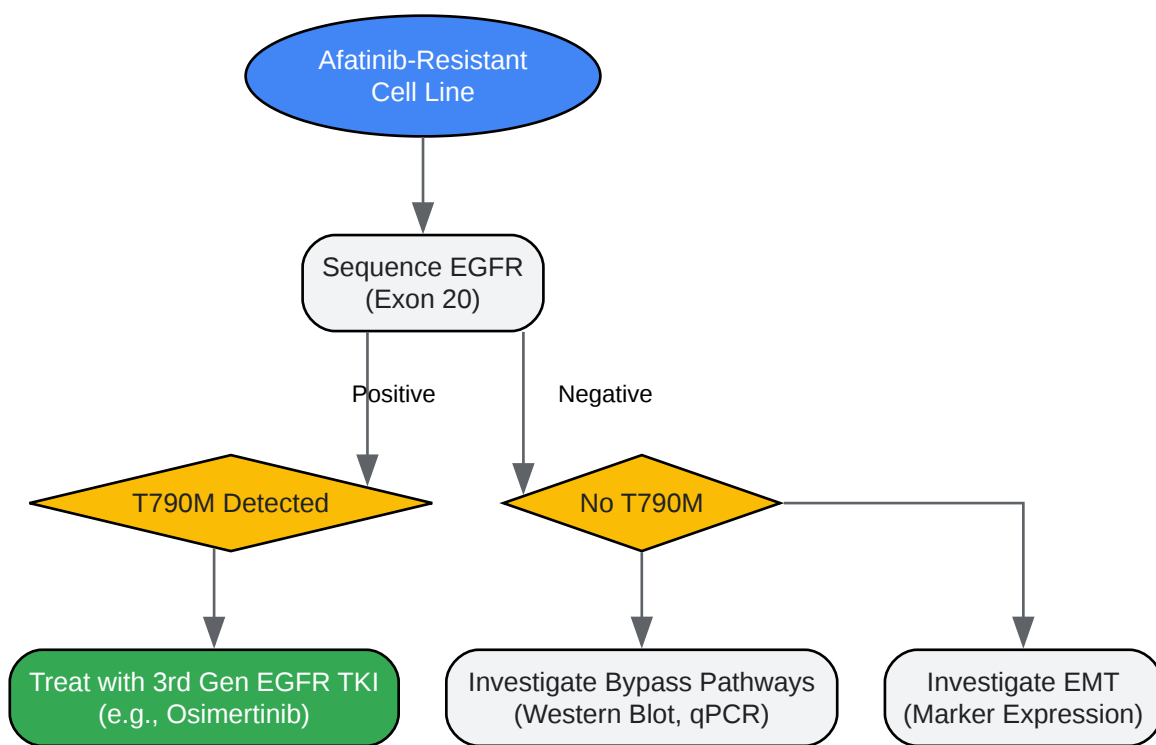 Afatinib-Resistant
Cell Line
Sequence EGFR
(Exon 20)
Positive
Negative
T790M Detected
No T790M
Treat with 3rd Gen EGFR TKI
(e.g., Osimertinib)
Investigate Bypass Pathways
(Western Blot, qPCR)
Investigate EMT
(Marker Expression)